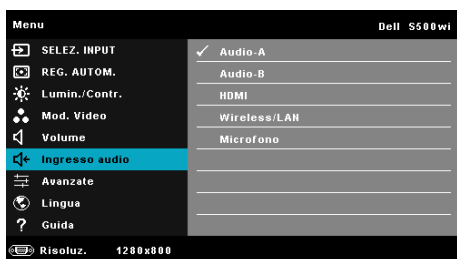 Menu Dell S500wi
SELEZ. INPUT
REG. AUTOM.
Lumin./Contr.
Mod. Video
Volume
Ingresso audio
Avanzate
Lingua
? Guida
Audio-A
Audio-B
HDMI
Wireless/LAN
Microfono
Risoluz. 1280x800